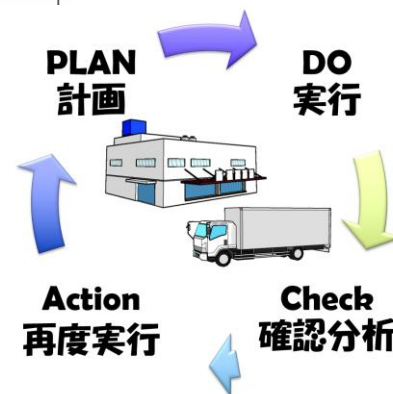 PLAN
計画
DO
実行
Check
確認分析
Action
再度実行